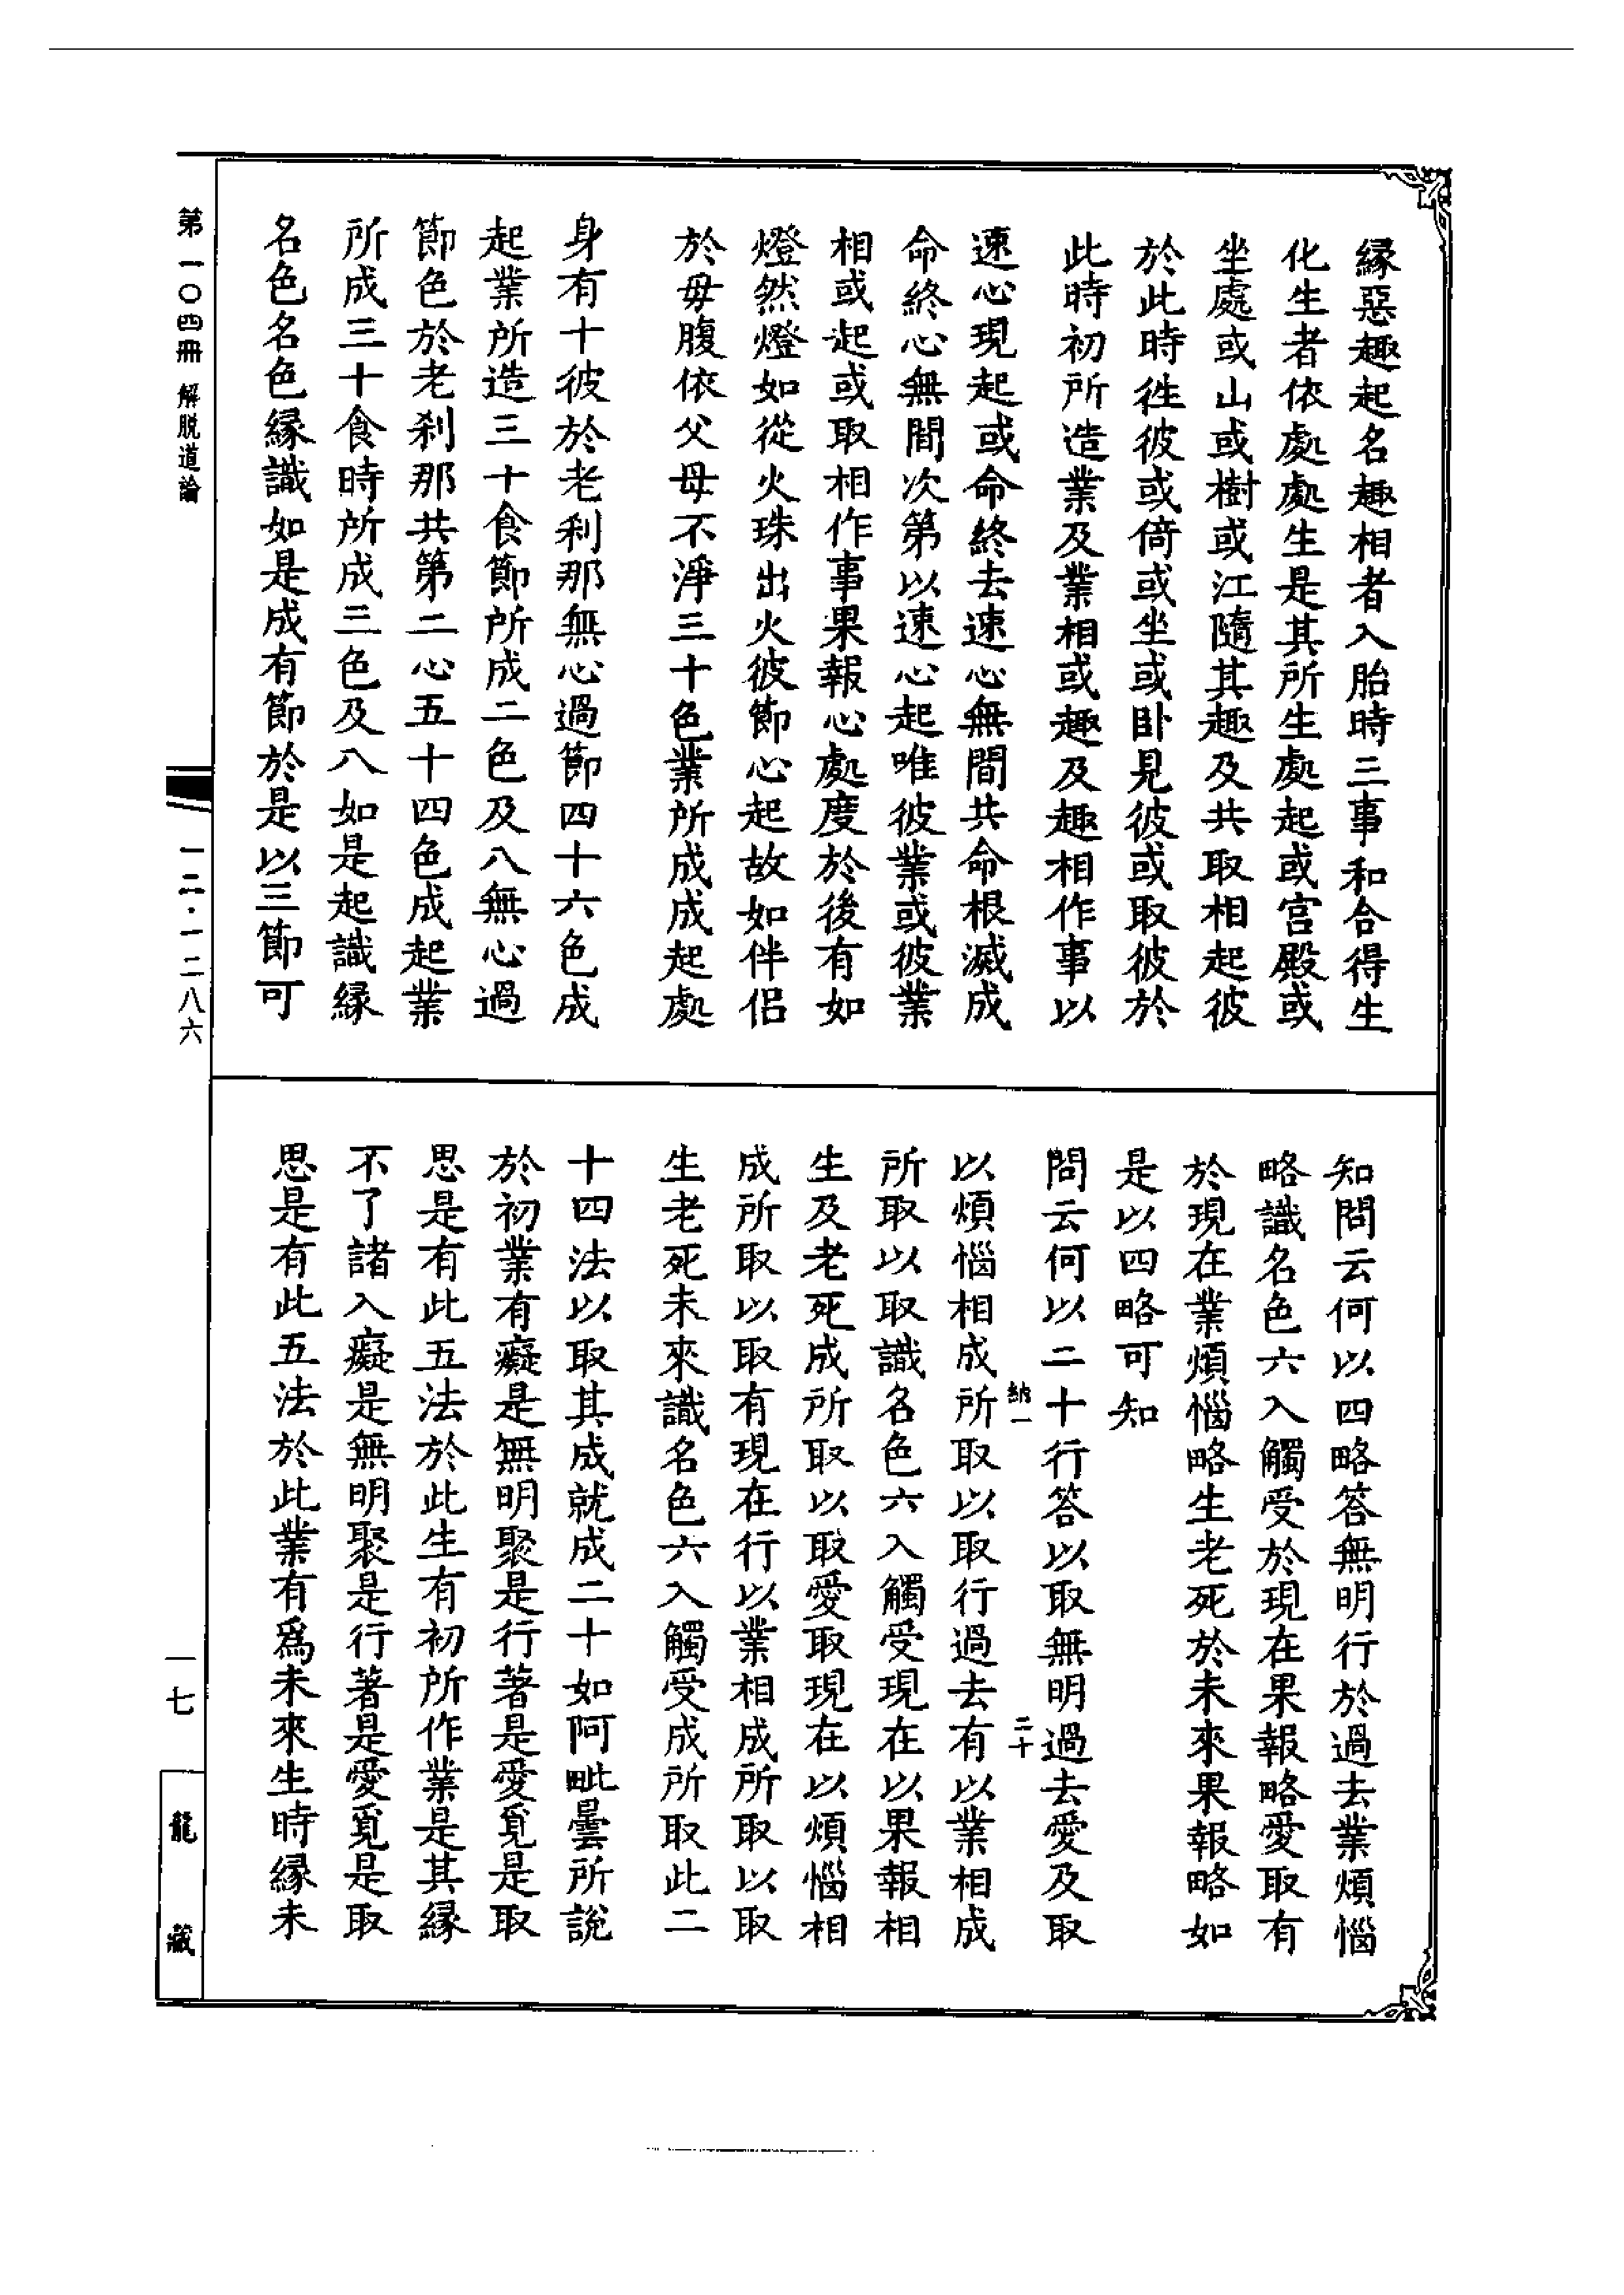 緣惡趣起名趣相者入胎時三事和合得生
化生者依處處生是其所生處起或宮殿或
坐處或山或樹或江隨其趣及共取相起彼
於此時徃彼或倚或坐或卧見彼或取彼於
此時初所造業及業相或趣及趣相作事以
速心現起或命終去速心無間共命根滅成
命終心無間次第以速心起唯彼業或彼業
相或起或取相作事果報心處度於後有如
燈然燈如從火珠出火彼節心起故如伴侶
於母腹依父母不淨三十色業所成成起處
身有十彼於老刹那無心過節四十六色成
起業所造三十食節所成二色及八無心過
節色於老刹那共第二心五十四色成起業
所成三十食時所成三色及八如是起識緣
名色名色緣識如是成有節於是以三節可
知問云何以四略答無明行於過去業煩惱
略識名色六入觸受於現在果報略愛取有
於現在業煩惱略生老死於未來果報略如
是以四略可知
問云何以二十行答以取無明過去愛及取
納一
二十
以煩惱相成所取以取行過去有以業相成
所取以取識名色六入觸受現在以果報相
生及老死成所取以取愛取現在以煩惱相
成所取以取有現在行以業相成所取以取
生老死未來識名色六入觸受成所取此二
十四法以取其成就成二十如阿毗曇所說
於初業有癡是無明聚是行著是愛覓是取
思是有此五法於此生有初所作業是其緣
不了諸入癡是無明聚是行著是愛覓是取
思是有此五法於此業有為未來生時緣未
第一〇四冊 解脱道論
一二·一二八六
一七
龍藏